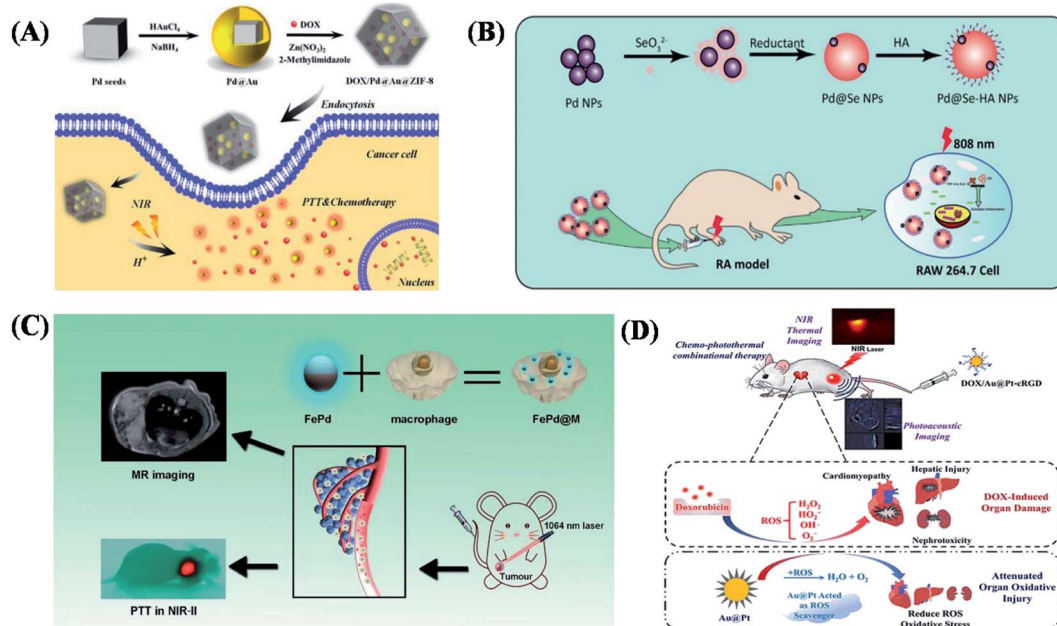 (A)
HAuCl4
NaBH4
DOX
Zn(NO3)2
2-Methylimidazole
Pd seeds
Pd@Au
DOX/Pd@Au@ZIF-8
Endocytosis
Cancer cell
NIR
H+
PTT&Chemotherapy
Nucleus
(B)
SeO3 2-
Reductant
HA
Pd NPs
Pd@Se NPs
Pd@Se-HA NPs
808 nm
RA model
RAW 264.7 Cell
(C)
FePd
macrophage
FePd@M
MR imaging
1064 nm laser
Tumour
PTT in NIR-II
(D)
NIR
Thermal
Imaging
NIR Laser
Chemo-photothermal
combinational therapy
DOX/Au@Pt-cRGD
Photoacoustic
Imaging
Cardiomyopathy
Hepatic Injury
Doxorubicin
ROS
H2O2
HO2-
OH·
O2-
DOX-Induced
Organ Damage
Nephrotoxicity
Au@Pt
+ROS
H2O + O2
Au@Pt Acted
as ROS
Scavenger
Attenuated
Organ Oxidative
Injury
Reduce ROS
Oxidative Stress